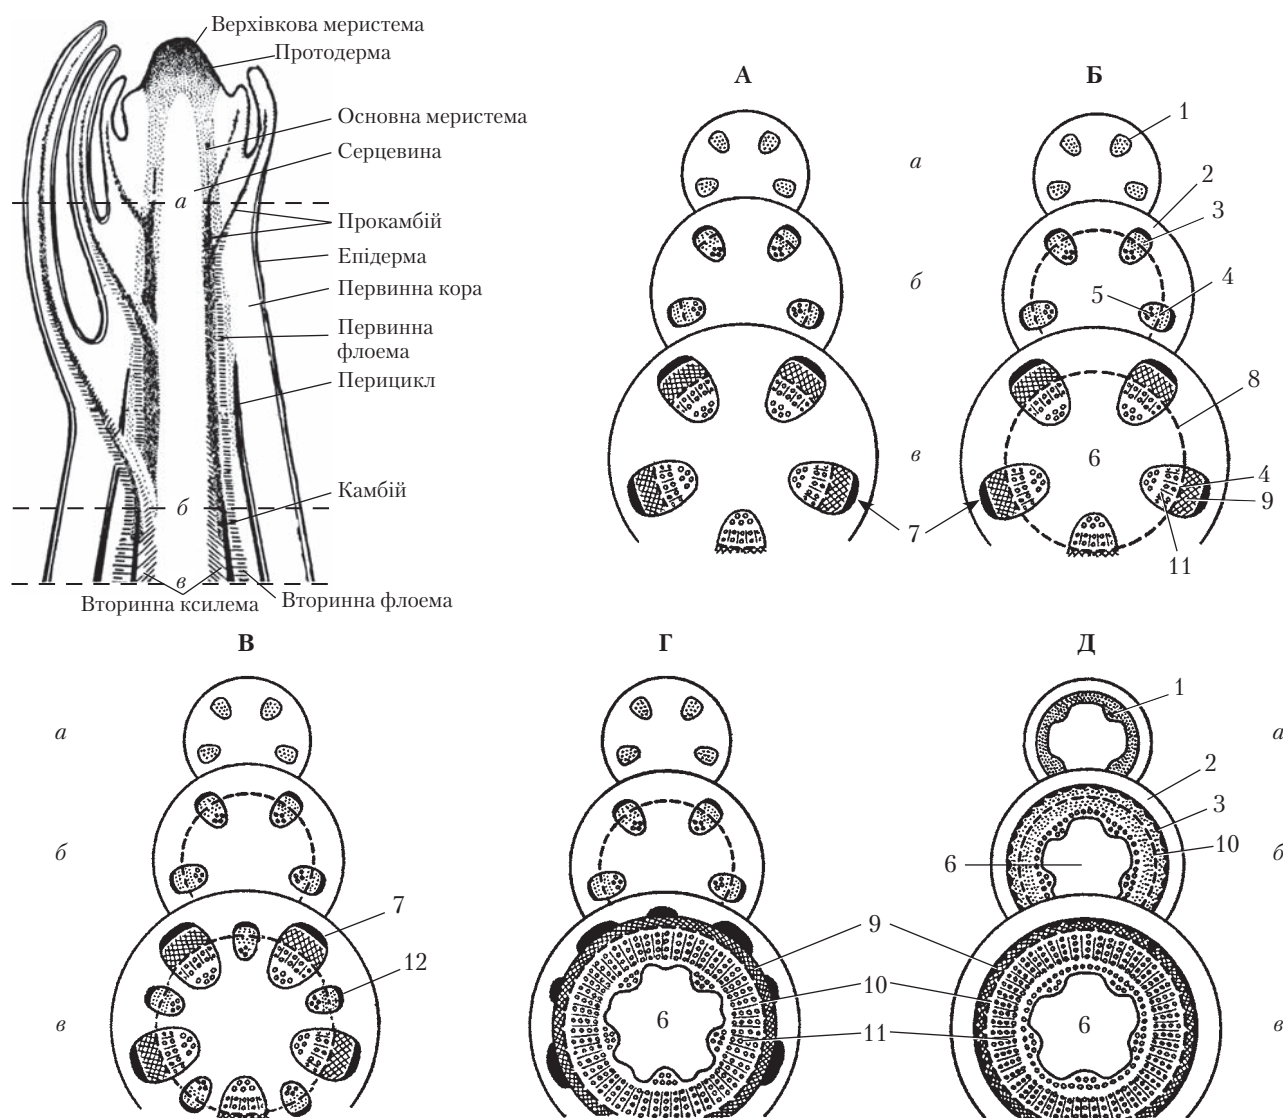 Верхівкова меристема
Протодерма
Основна меристема
Серцевина
а
Прокамбій
Епідерма
Первинна кора
Первинна
флоема
Перицикл
Камбій
б
в
Вторинна ксилема
Вторинна флоема
А
Б
1
а
2
3
б
5
4
8
в
6
4
9
7
11
В
Г
Д
а
1
а
2
3
б
6
10
б
7
9
12
10
в
6
11
6
в